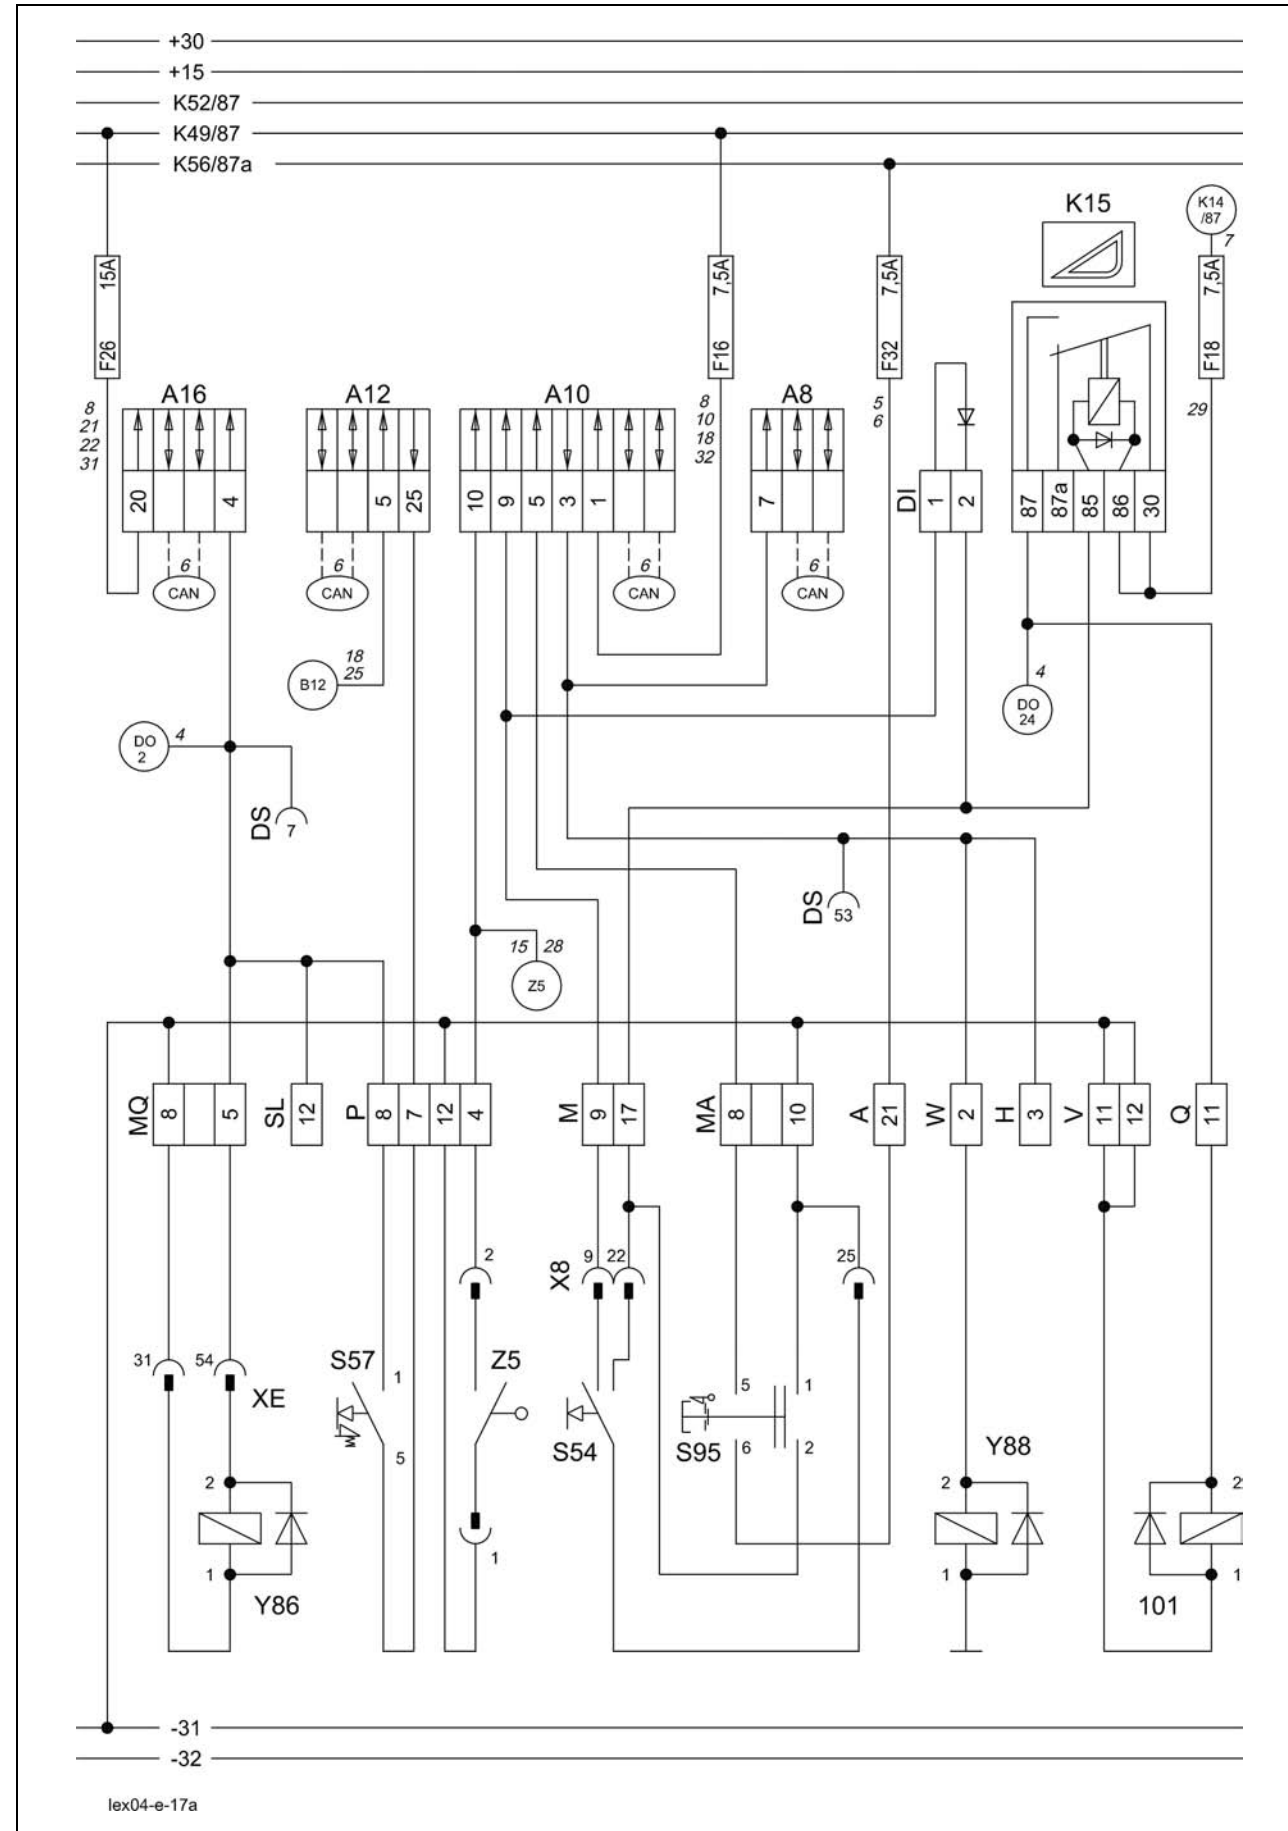 +30
+15
K52/87
K49/87
K56/87a
K15
K14
/87
7
15A
F26
7,5A
F16
7,5A
F32
7,5A
F18
A16
A12
A10
A8
8
21
22
31
8
10
18
32
5
6
29
20
4
5
25
10
9
5
3
1
7
DI
1
2
87
87a
85
86
30
6
CAN
6
CAN
6
CAN
6
CAN
B12
18
25
DO
2
4
DS
7
DO
24
4
DS
53
15
28
Z5
MQ
8
5
SL
12
P
8
7
12
4
M
9
17
MA
8
10
A
21
W
2
H
3
V
11
12
Q
11
2
X8
9
22
25
31
54
XE
S57
1
5
Z5
1
S54
S95
5
6
1
2
Y88
2
1
2
1
Y86
101
2
1
-31
-32
lex04-e-17a